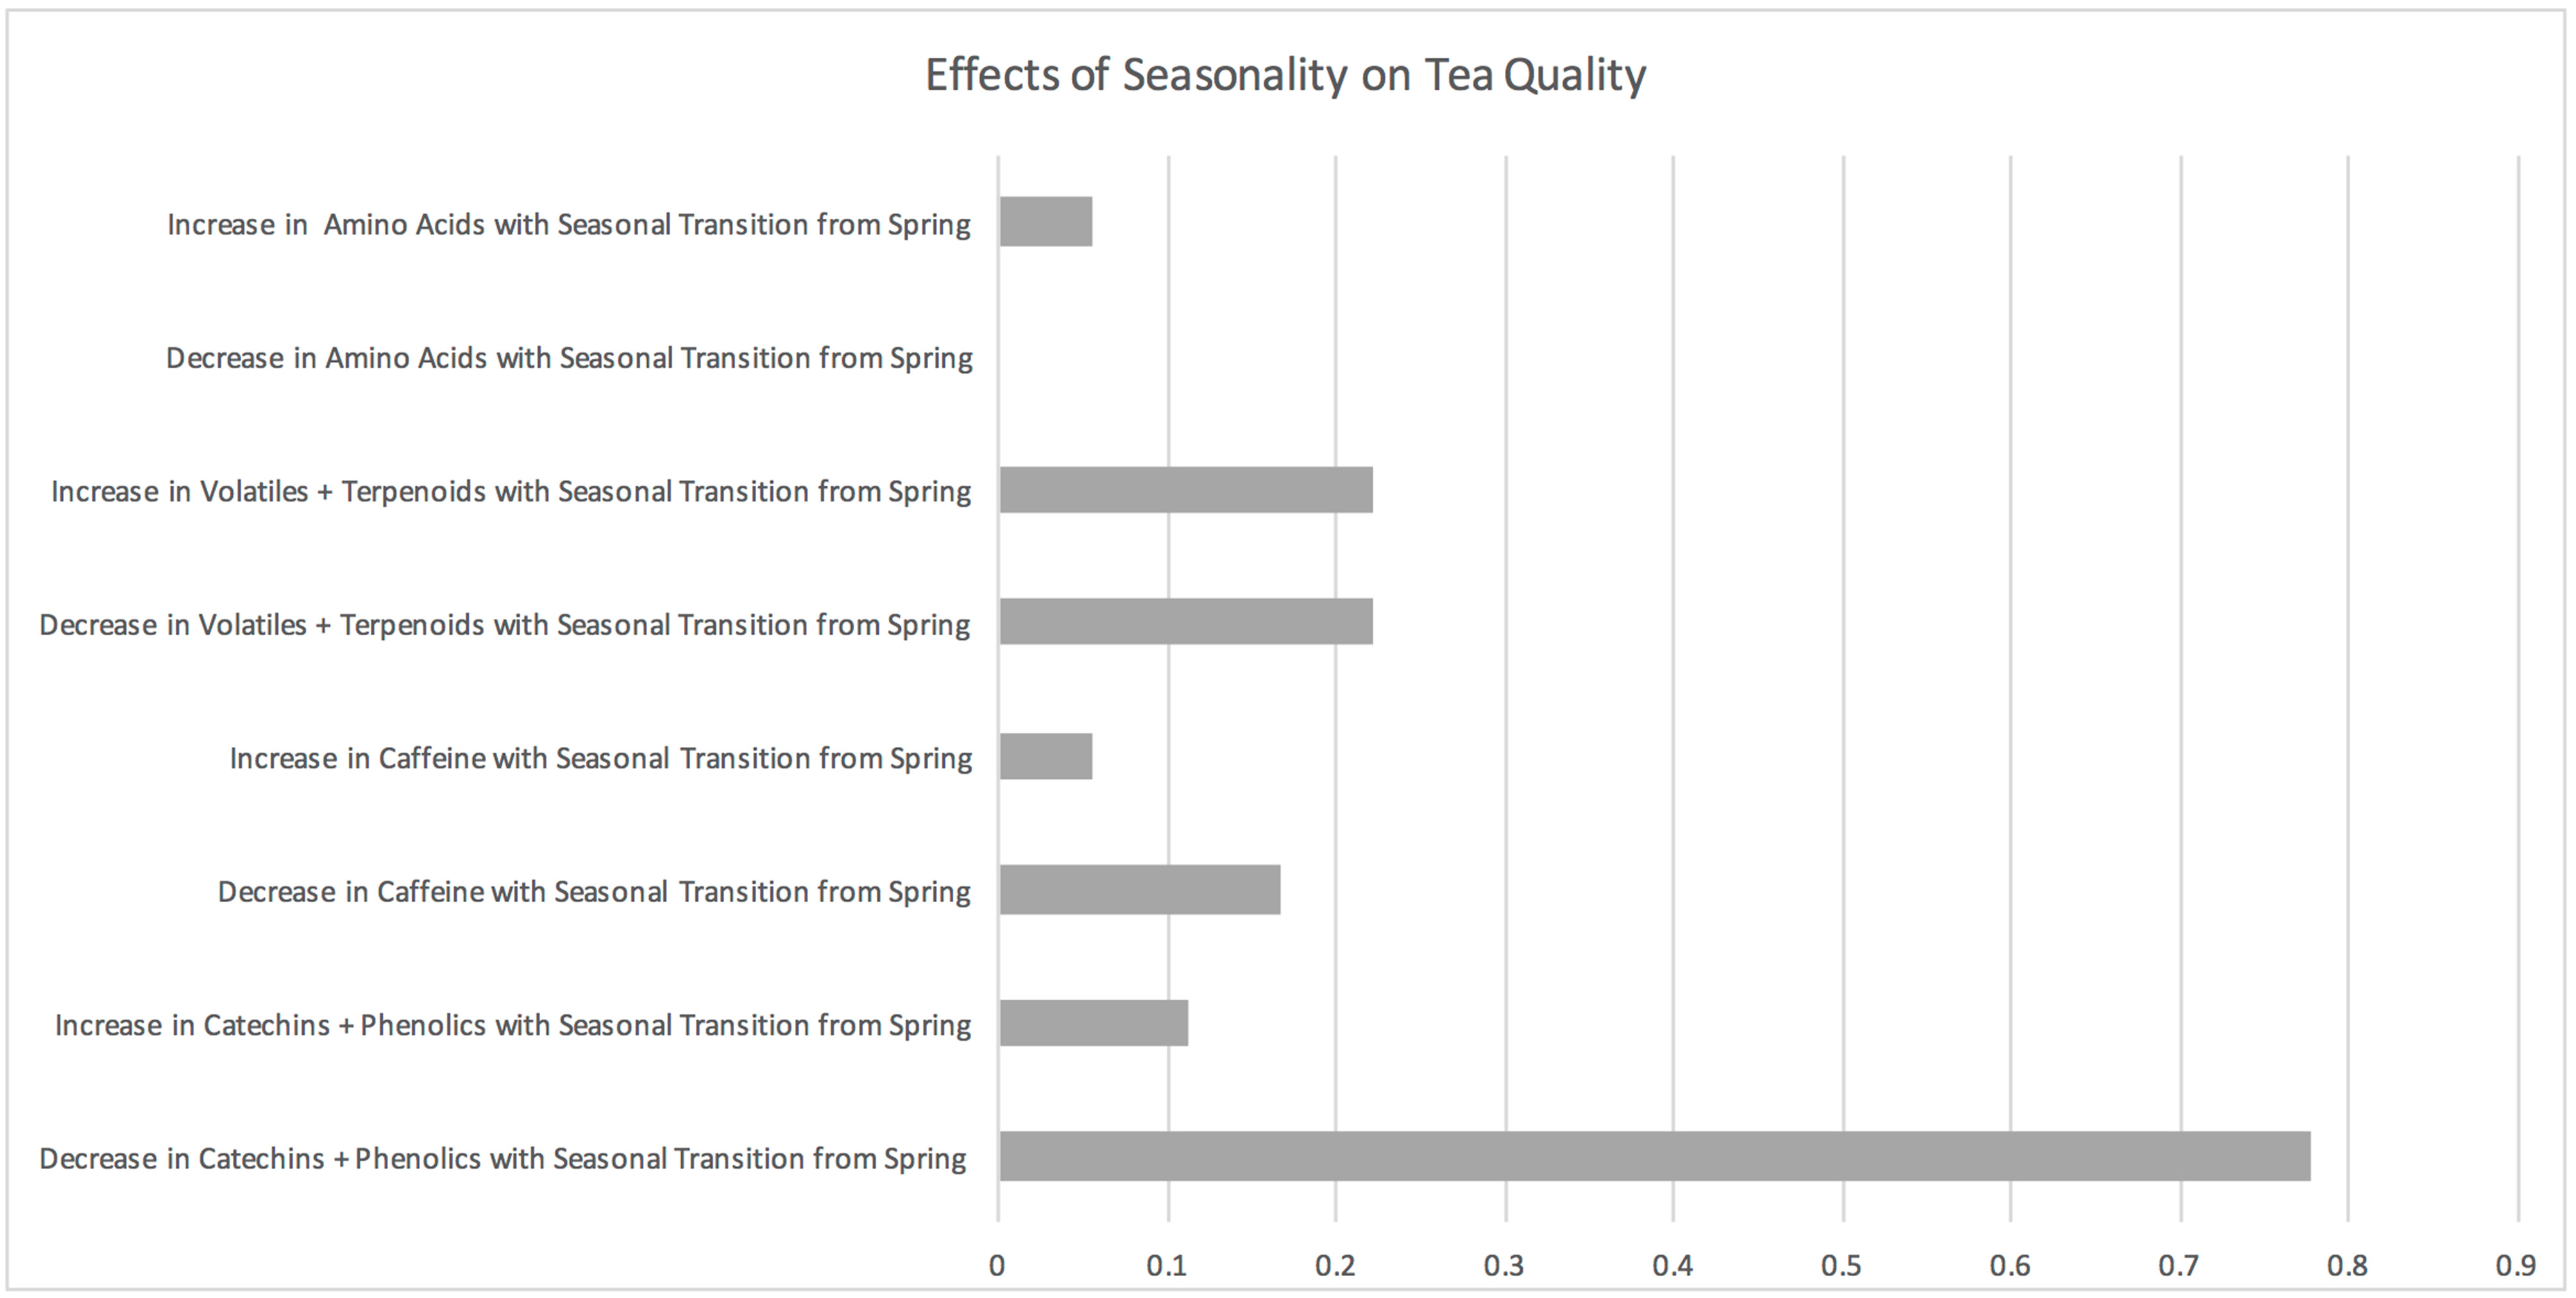 Effects of Seasonality on Tea Quality
Increase in Amino Acids with Seasonal Transition from Spring
Decrease in Amino Acids with Seasonal Transition from Spring
Increase in Volatiles + Terpenoids with Seasonal Transition from Spring
Decrease in Volatiles + Terpenoids with Seasonal Transition from Spring
Increase in Caffeine with Seasonal Transition from Spring
Decrease in Caffeine with Seasonal Transition from Spring
Increase in Catechins + Phenolics with Seasonal Transition from Spring
Decrease in Catechins + Phenolics with Seasonal Transition from Spring
0 0.1 0.2 0.3 0.4 0.5 0.6 0.7 0.8 0.9